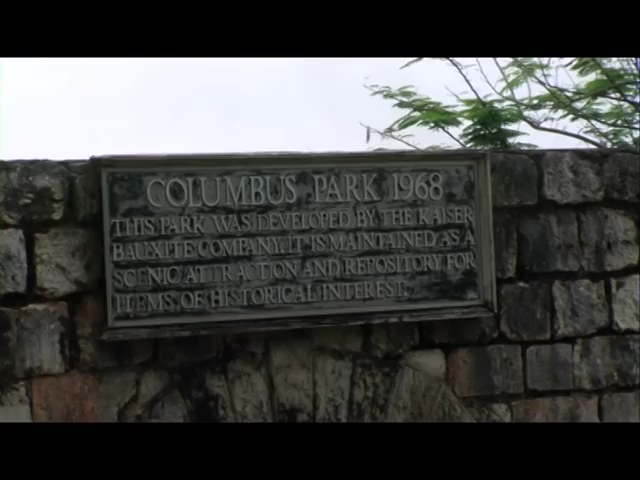 COLUMBUS PARK 1968
THIS PARK WAS DEVELOPED BY THE KAISER
BAUXITE COMPANY. IT IS MAINTAINED AS A
SCENIC ATTRACTION AND REPOSITORY FOR
ITEMS OF HISTORICAL INTEREST.